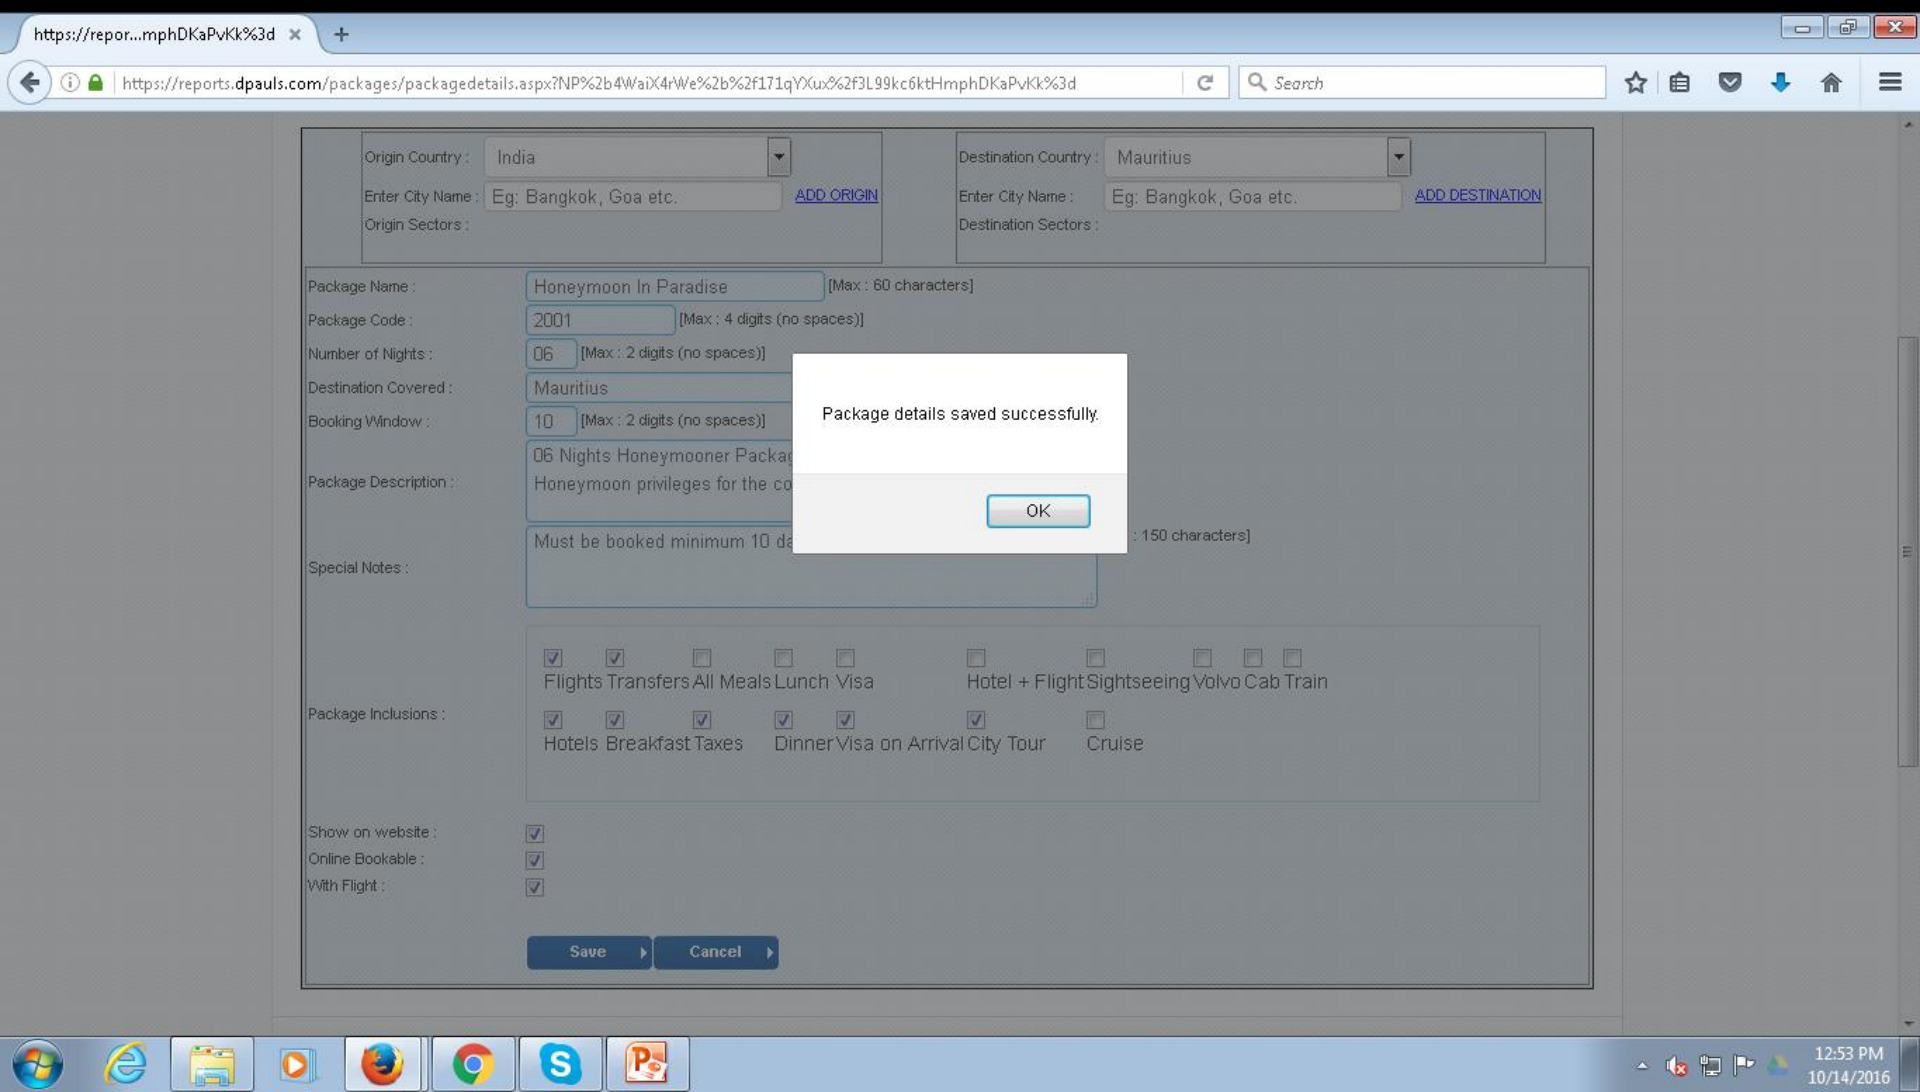 https://repor...mphDKaPvKk%3d
https://reports.dpauls.com/packages/packagedetails.aspx?NP%2b4WaiX4rWe%2b%2f171qYXux%2f3L99kc6ktHmphDKaPvKk%3d
Search
Origin Country : India
Destination Country : Mauritius
Enter City Name : Eg: Bangkok, Goa etc. ADD ORIGIN
Enter City Name : Eg: Bangkok, Goa etc. ADD DESTINATION
Origin Sectors :
Destination Sectors :
Package Name : Honeymoon In Paradise [Max : 60 characters]
Package Code : 2001 [Max : 4 digits (no spaces)]
Number of Nights : 06 [Max : 2 digits (no spaces)]
Destination Covered : Mauritius
Booking Window : 10 [Max : 2 digits (no spaces)]
Package details saved successfully.
OK
06 Nights Honeymooner
Package Description : Honeymoon privileges for the
Must be booked minimum 10
: 150 characters]
Special Notes :
Flights Transfers All Meals Lunch Visa Hotel + Flight Sightseeing Volvo Cab Train
Package Inclusions :
Hotels Breakfast Taxes Dinner Visa on Arrival City Tour Cruise
Show on website :
Online Bookable :
With Flight :
Save Cancel
12:53 PM
10/14/2016